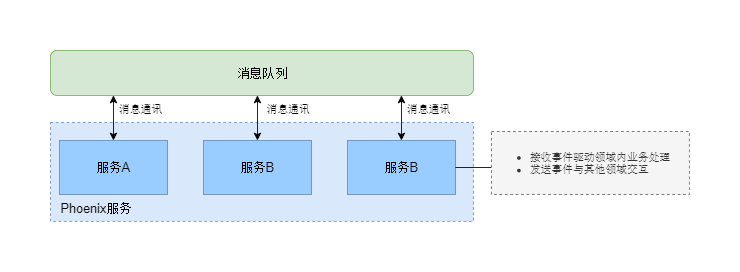 消息队列
消息通讯
消息通讯
消息通讯
服务A
服务B
服务B
接收事件驱动领域内业务处理
发送事件与其他领域交互
Phoenix服务